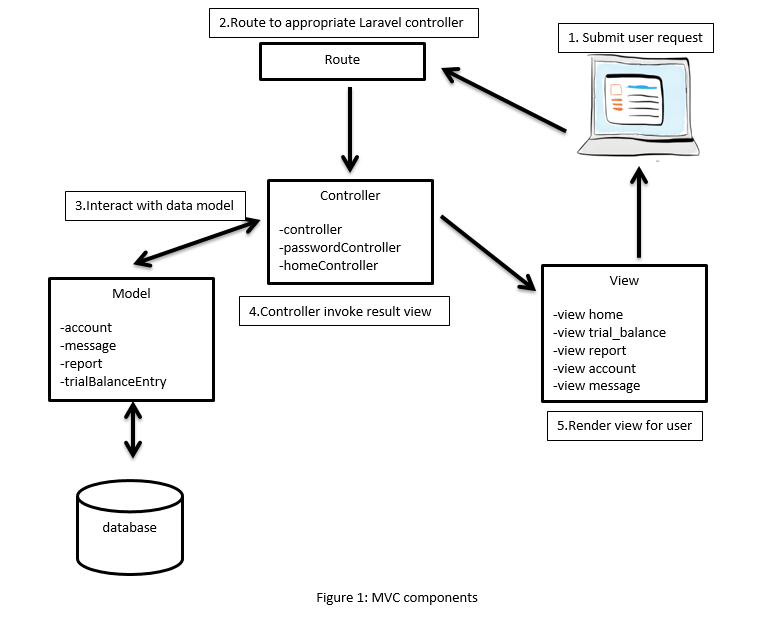 2.Route to appropriate Laravel controller
1. Submit user request
Route
3.Interact with data model
Controller
-controller
-passwordController
-homeController
Model
-account
-message
-report
-trialBalanceEntry
4.Controller invoke result view
View
-view home
-view trial_balance
-view report
-view account
-view message
5.Render view for user
database
Figure 1: MVC components